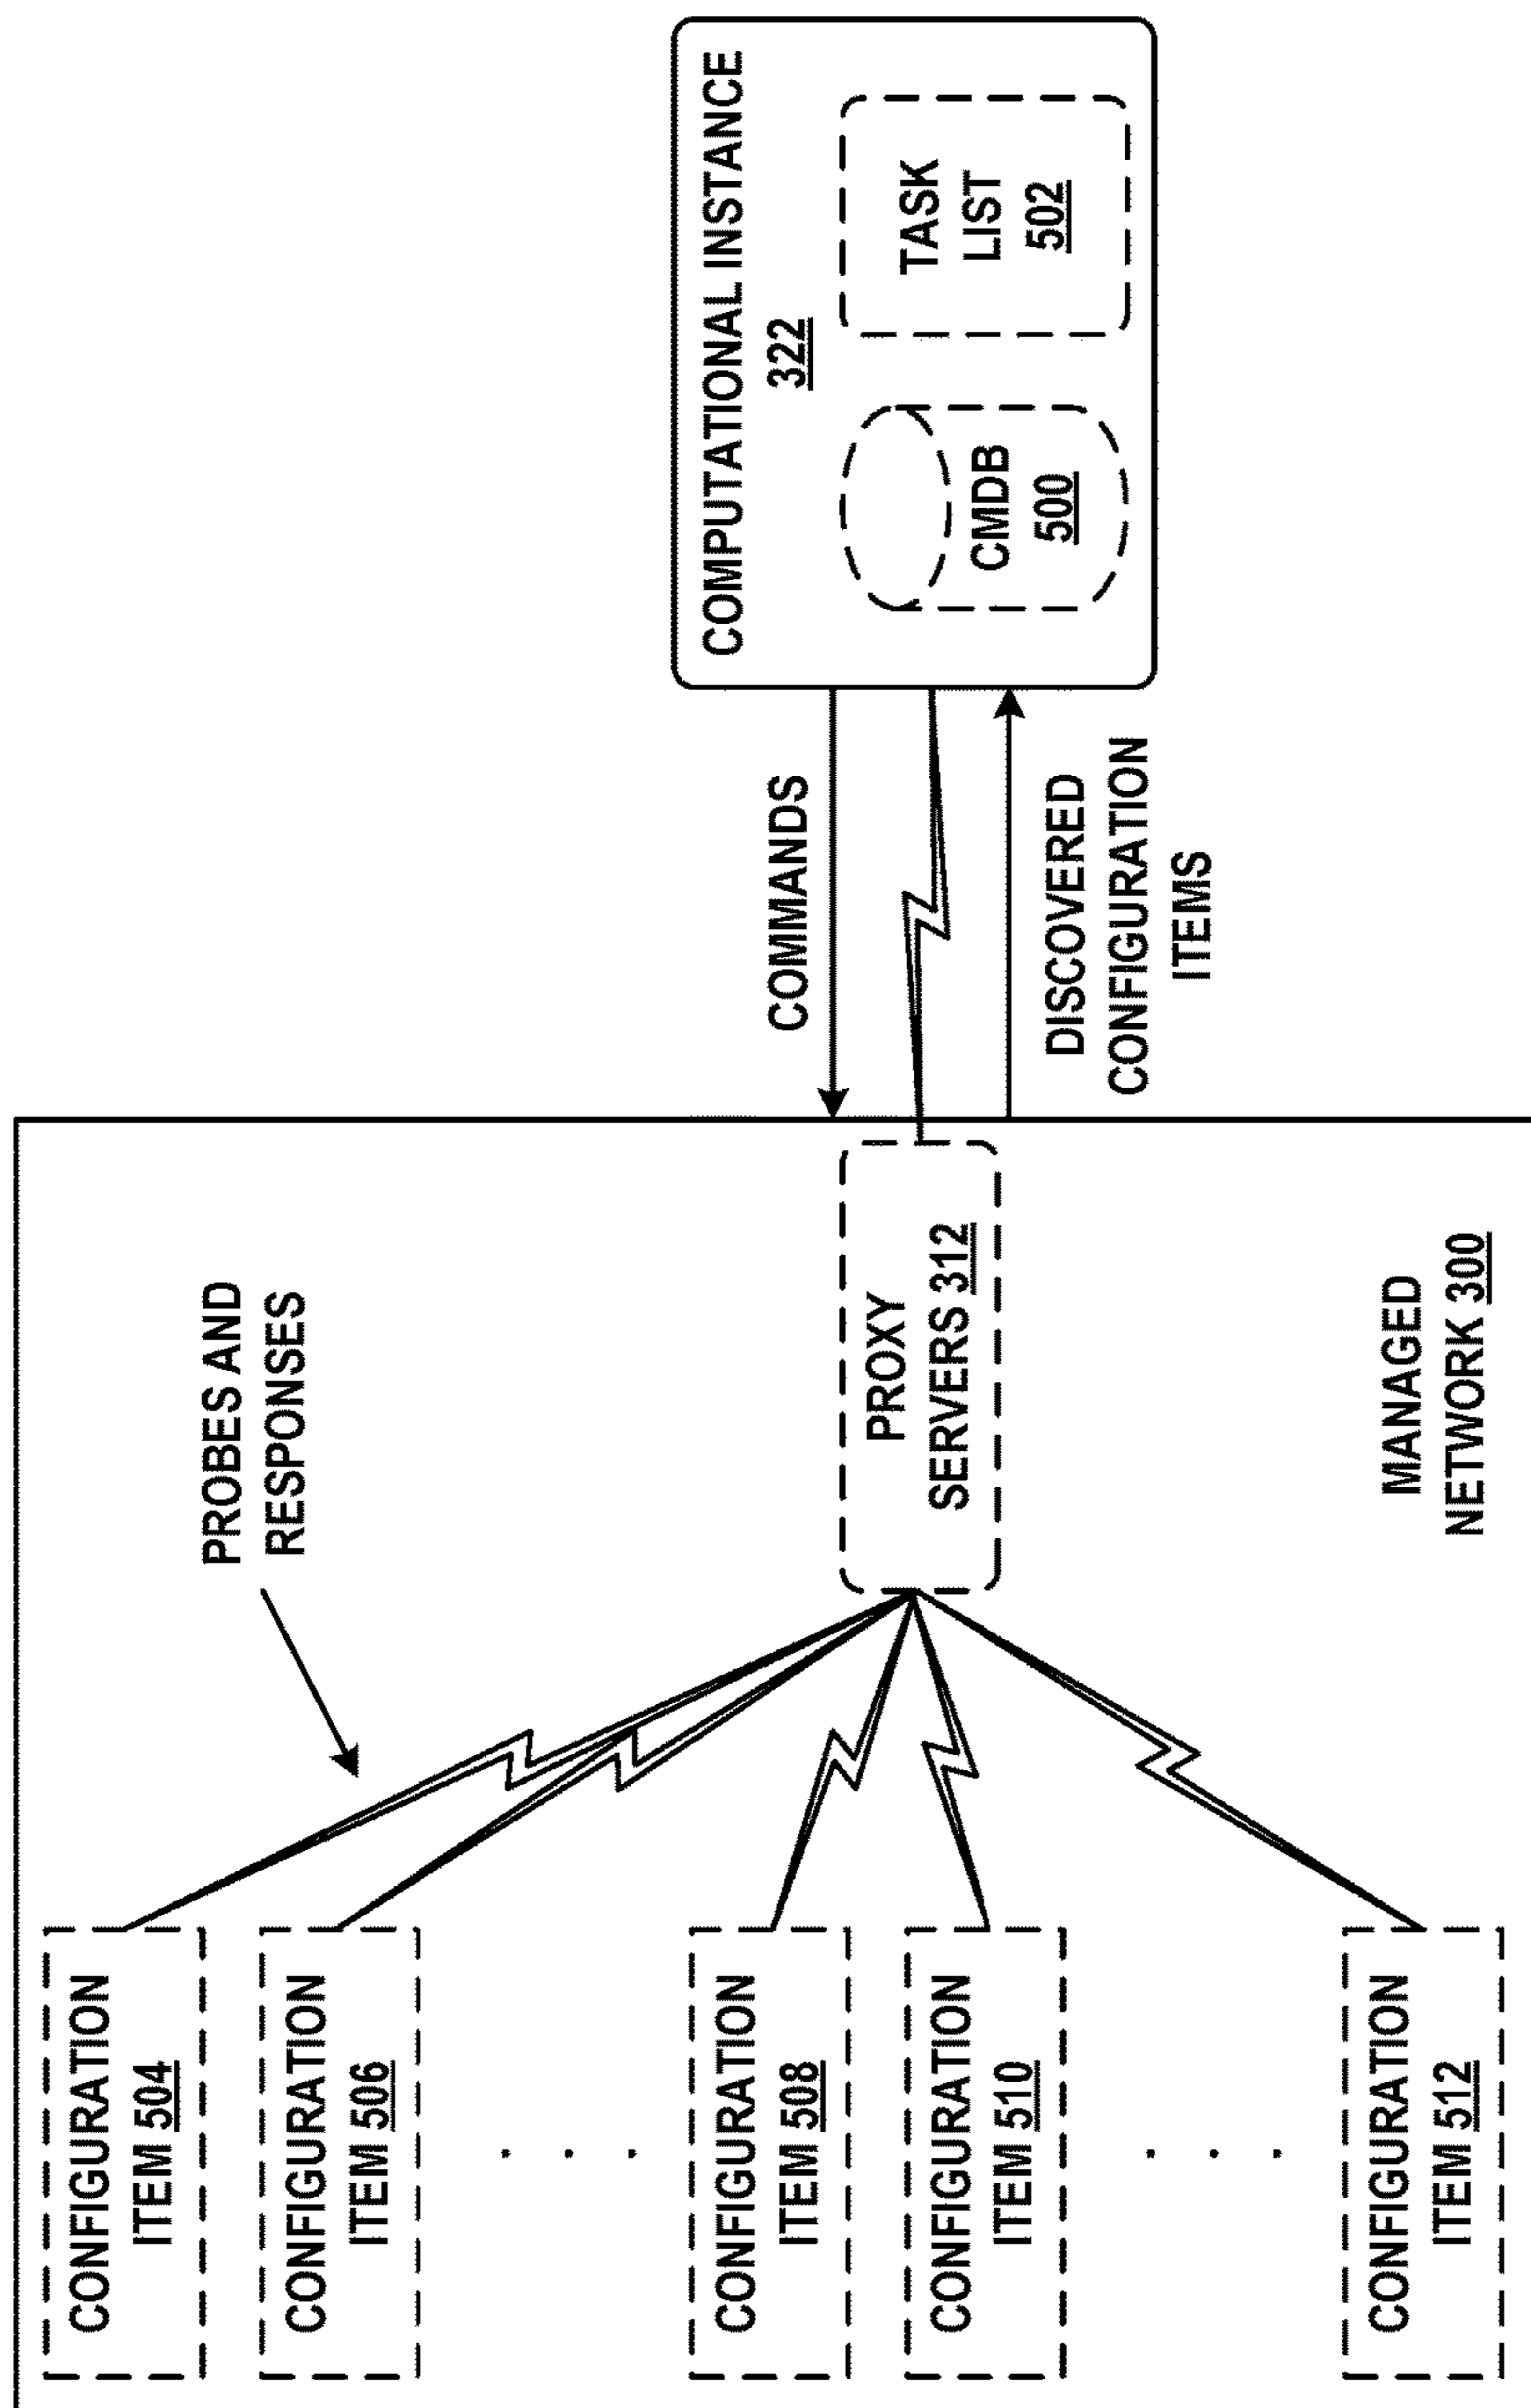 COMPUTATIONAL INSTANCE
322
CMDB
500
TASK
LIST
502
COMMANDS
DISCOVERED
CONFIGURATION
ITEMS
PROBES AND
RESPONSES
PROXY
SERVERS 312
MANAGED
NETWORK 300
CONFIGURATION
ITEM 504
CONFIGURATION
ITEM 506
. . .
CONFIGURATION
ITEM 508
CONFIGURATION
ITEM 510
. . .
CONFIGURATION
ITEM 512